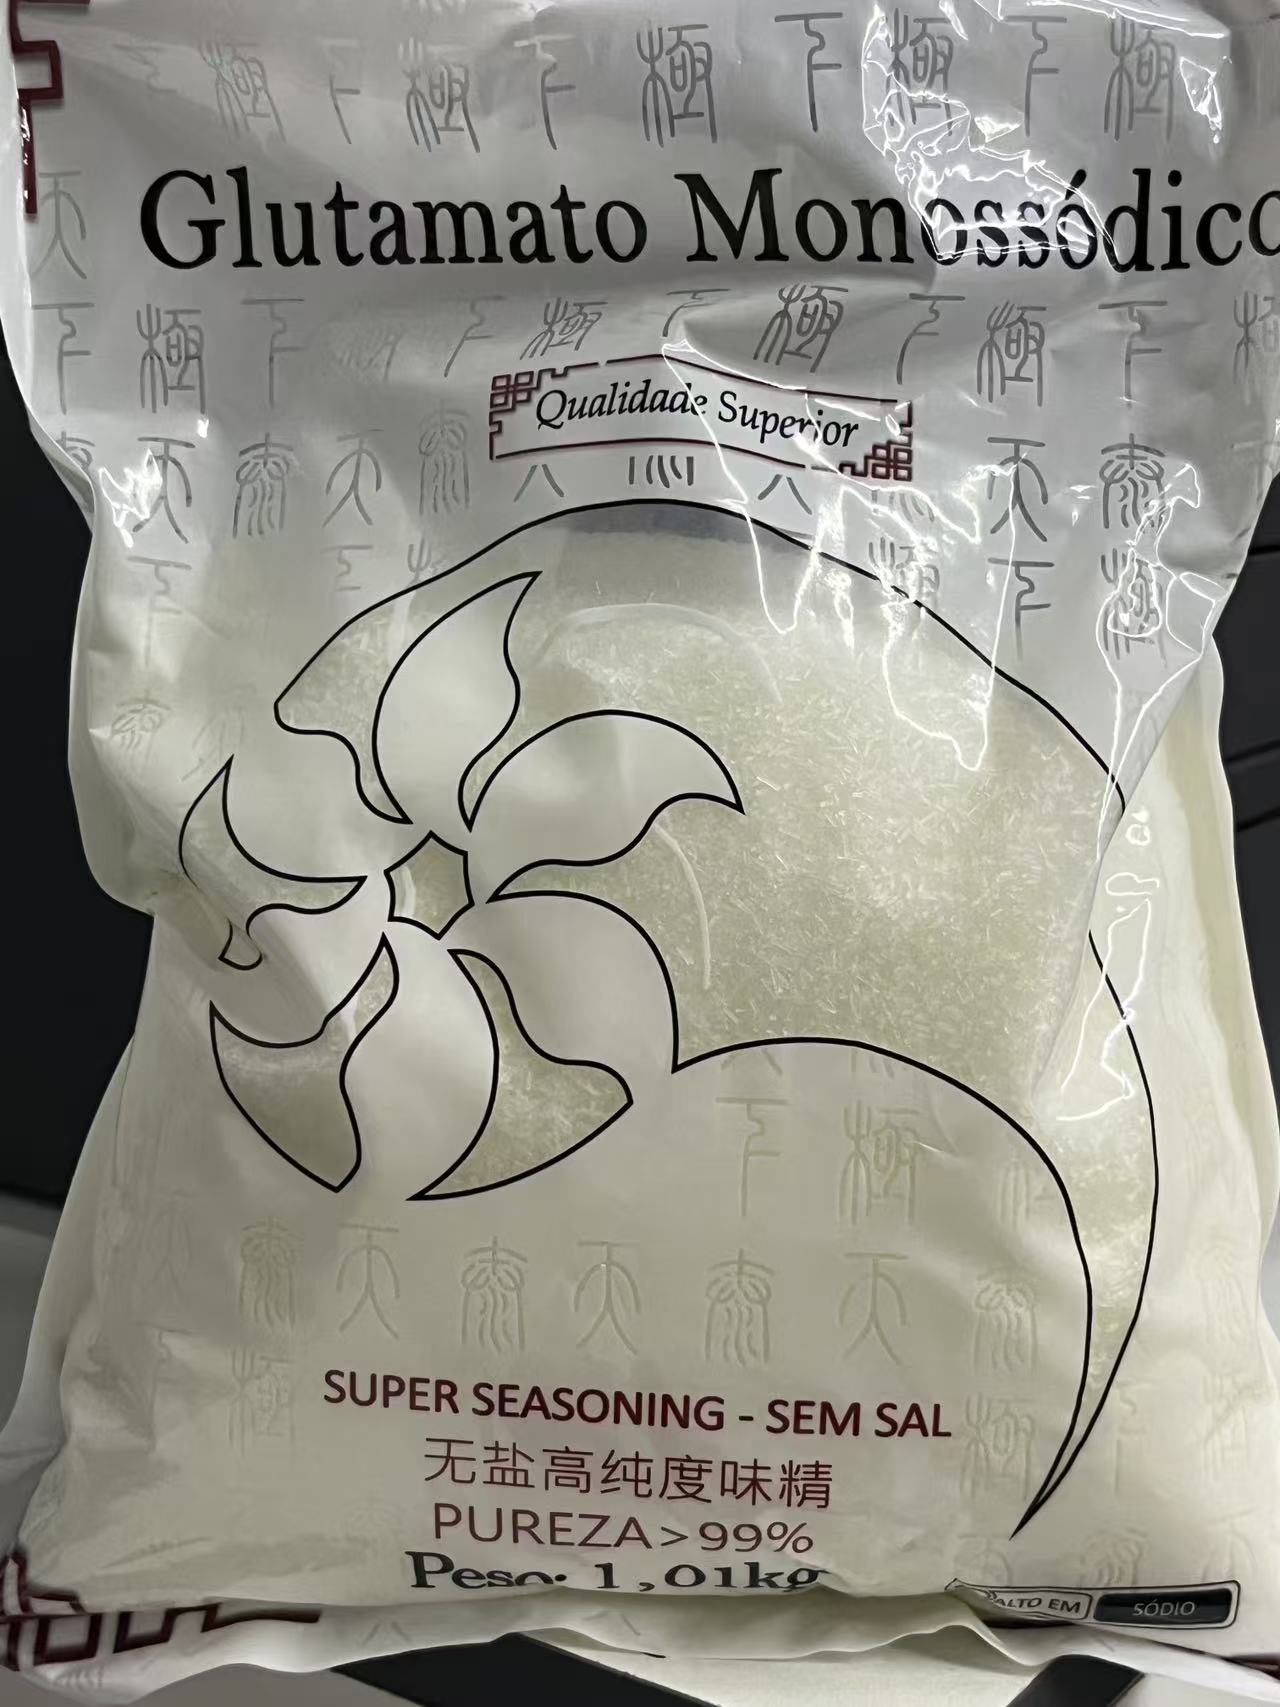 Glutamato Monossódico
Qualidade Superior
SUPER SEASONING - SEM SAL
无盐高纯度味精
PUREZA>99%
Peso: 1,01kg
ALTO EM SÓDIO